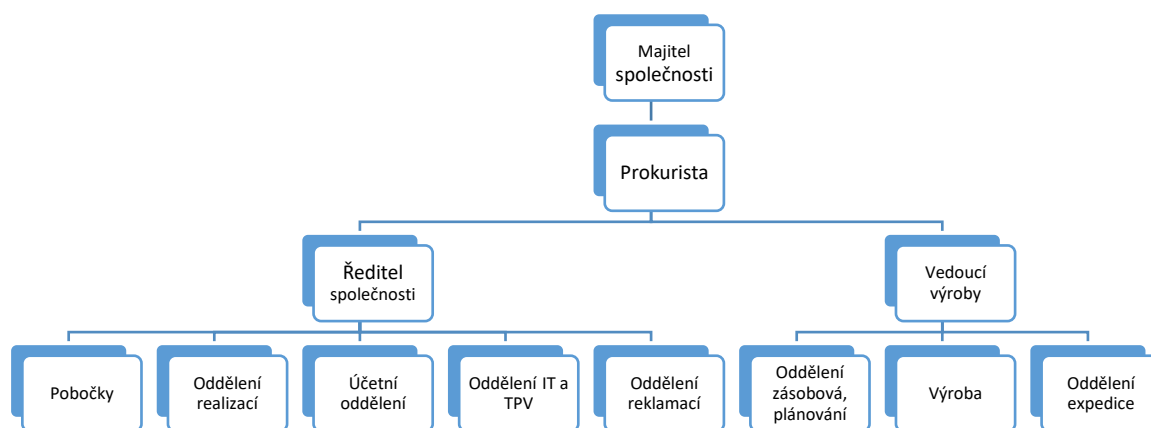 Majitel
společnosti
Prokurista
Ředitel
společnosti
Vedoucí
výroby
Pobočky
Oddělení
realizací
Účetní
oddělení
Oddělení IT a
TPV
Oddělení
reklamací
Oddělení
zásobová,
plánování
Výroba
Oddělení
expedice